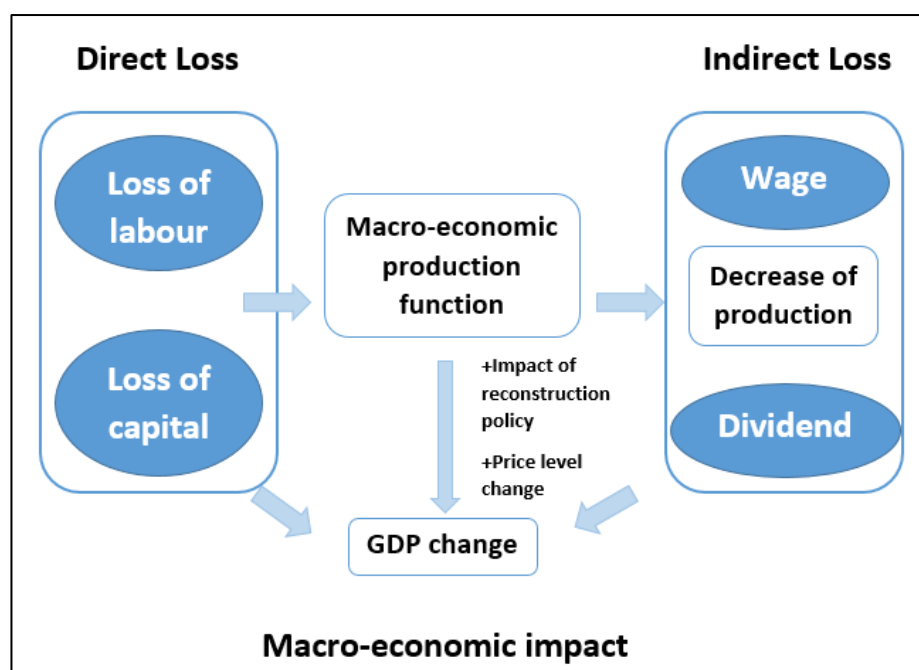 Direct Loss
Indirect Loss
Loss of
labour
Loss of
capital
Macro-economic
production
function
Wage
Decrease of
production
Dividend
+Impact of
reconstruction
policy
+Price level
change
GDP change
Macro-economic impact